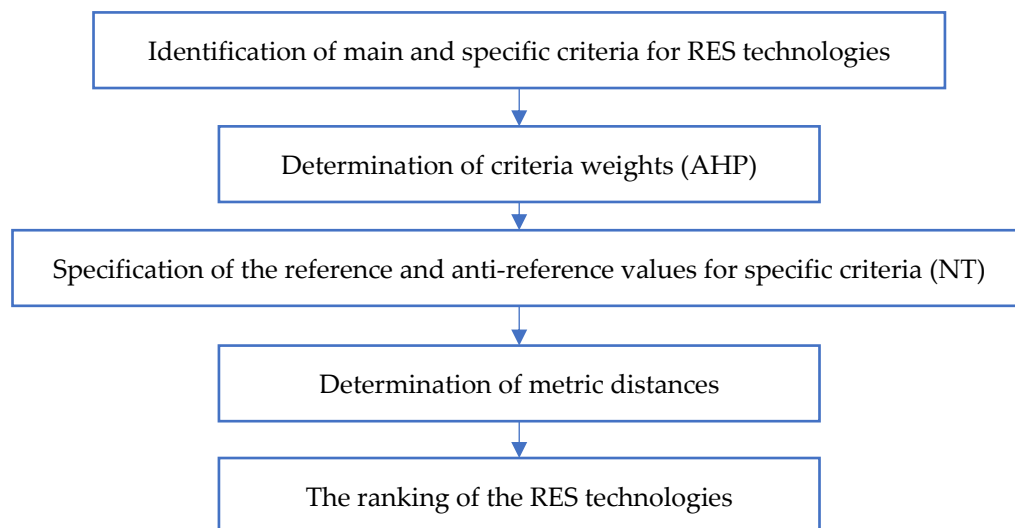 Identification of main and specific criteria for RES technologies
Determination of criteria weights (AHP)
Specification of the reference and anti-reference values for specific criteria (NT)
Determination of metric distances
The ranking of the RES technologies